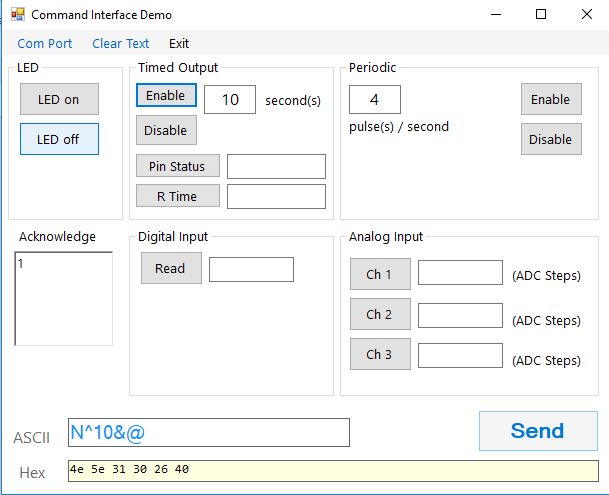 Command Interface Demo
Com Port Clear Text Exit
LED
LED on
LED off
Timed Output
Enable 10 second(s)
Disable
Pin Status
R Time
Periodic
4 Enable
pulse(s) / second
Disable
Acknowledge
1
Digital Input
Read
Analog Input
Ch 1 (ADC Steps)
Ch 2 (ADC Steps)
Ch 3 (ADC Steps)
ASCII N^10&@
Send
Hex 4e 5e 31 30 26 40